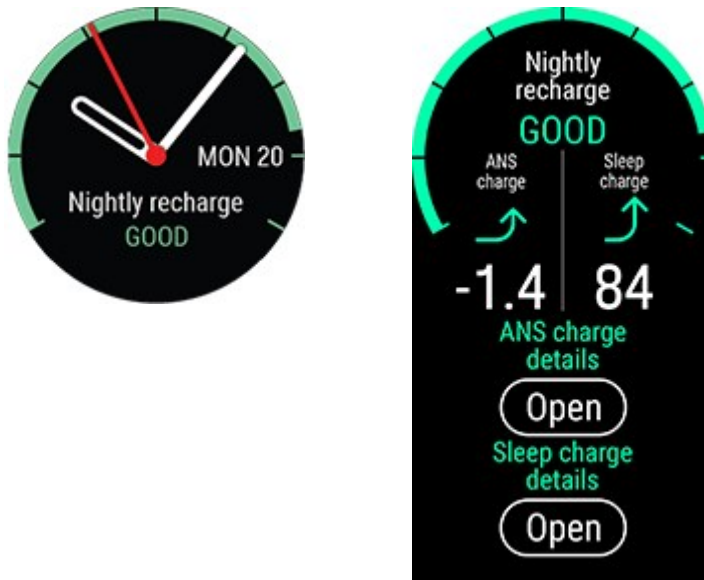 MON 20
Nightly recharge
GOOD
Nightly
recharge
GOOD
ANS
charge
Sleep
charge
-1.4
84
ANS charge
details
Open
Sleep charge
details
Open